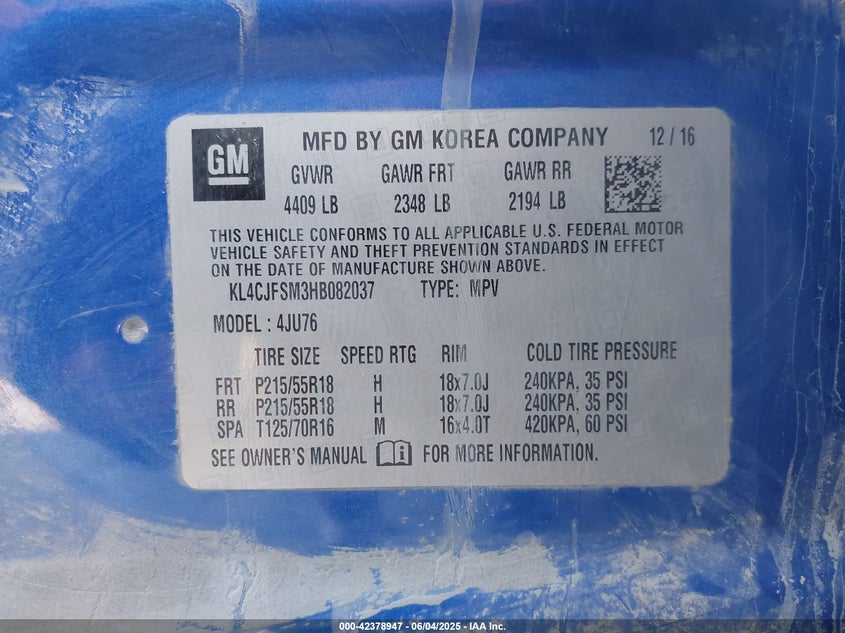 GM
MFD BY GM KOREA COMPANY 12 / 16
GVWR GAWR FRT GAWR RR
4409 LB 2348 LB 2194 LB
THIS VEHICLE CONFORMS TO ALL APPLICABLE U.S. FEDERAL MOTOR
VEHICLE SAFETY AND THEFT PREVENTION STANDARDS IN EFFECT
ON THE DATE OF MANUFACTURE SHOWN ABOVE.
KL4CJFSM3HB082037 TYPE: MPV
MODEL : 4JU76
TIRE SIZE SPEED RTG RIM COLD TIRE PRESSURE
FRT P215/55R18 H 18x7.0J 240KPA, 35 PSI
RR P215/55R18 H 18x7.0J 240KPA, 35 PSI
SPA T125/70R16 M 16x4.0T 420KPA, 60 PSI
SEE OWNER'S MANUAL FOR MORE INFORMATION.
000-42378947 - 06/04/2025 - IAA Inc.